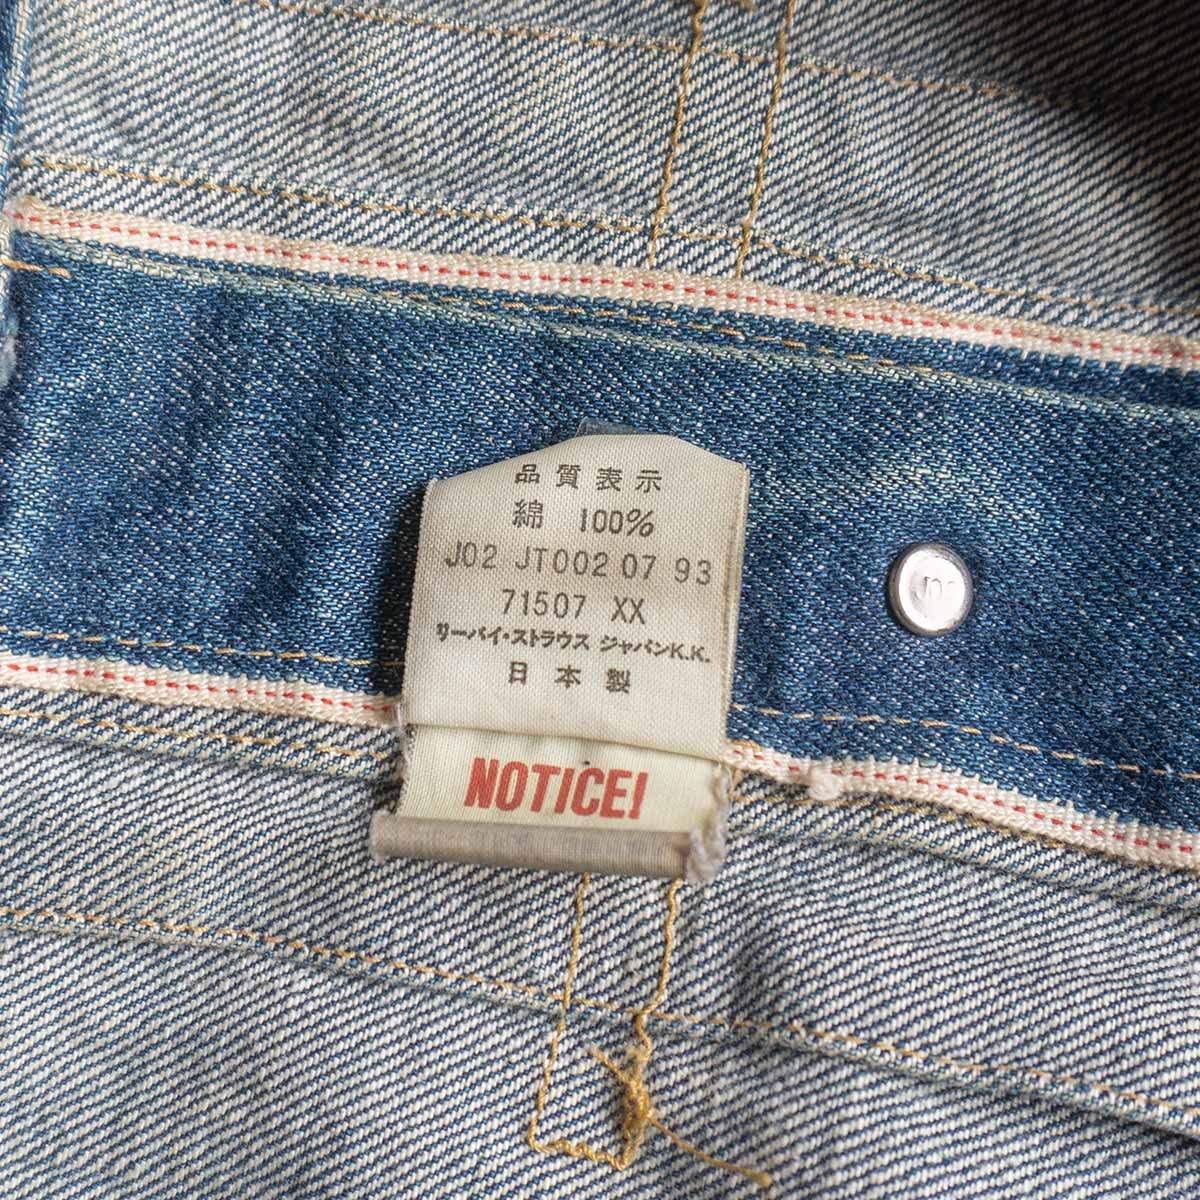 品質表示
綿 100%
J02 JT002 07 93
71507 XX
リーバイ・ストラウス ジャパンK.K.
日本製
NOTICE!
J02